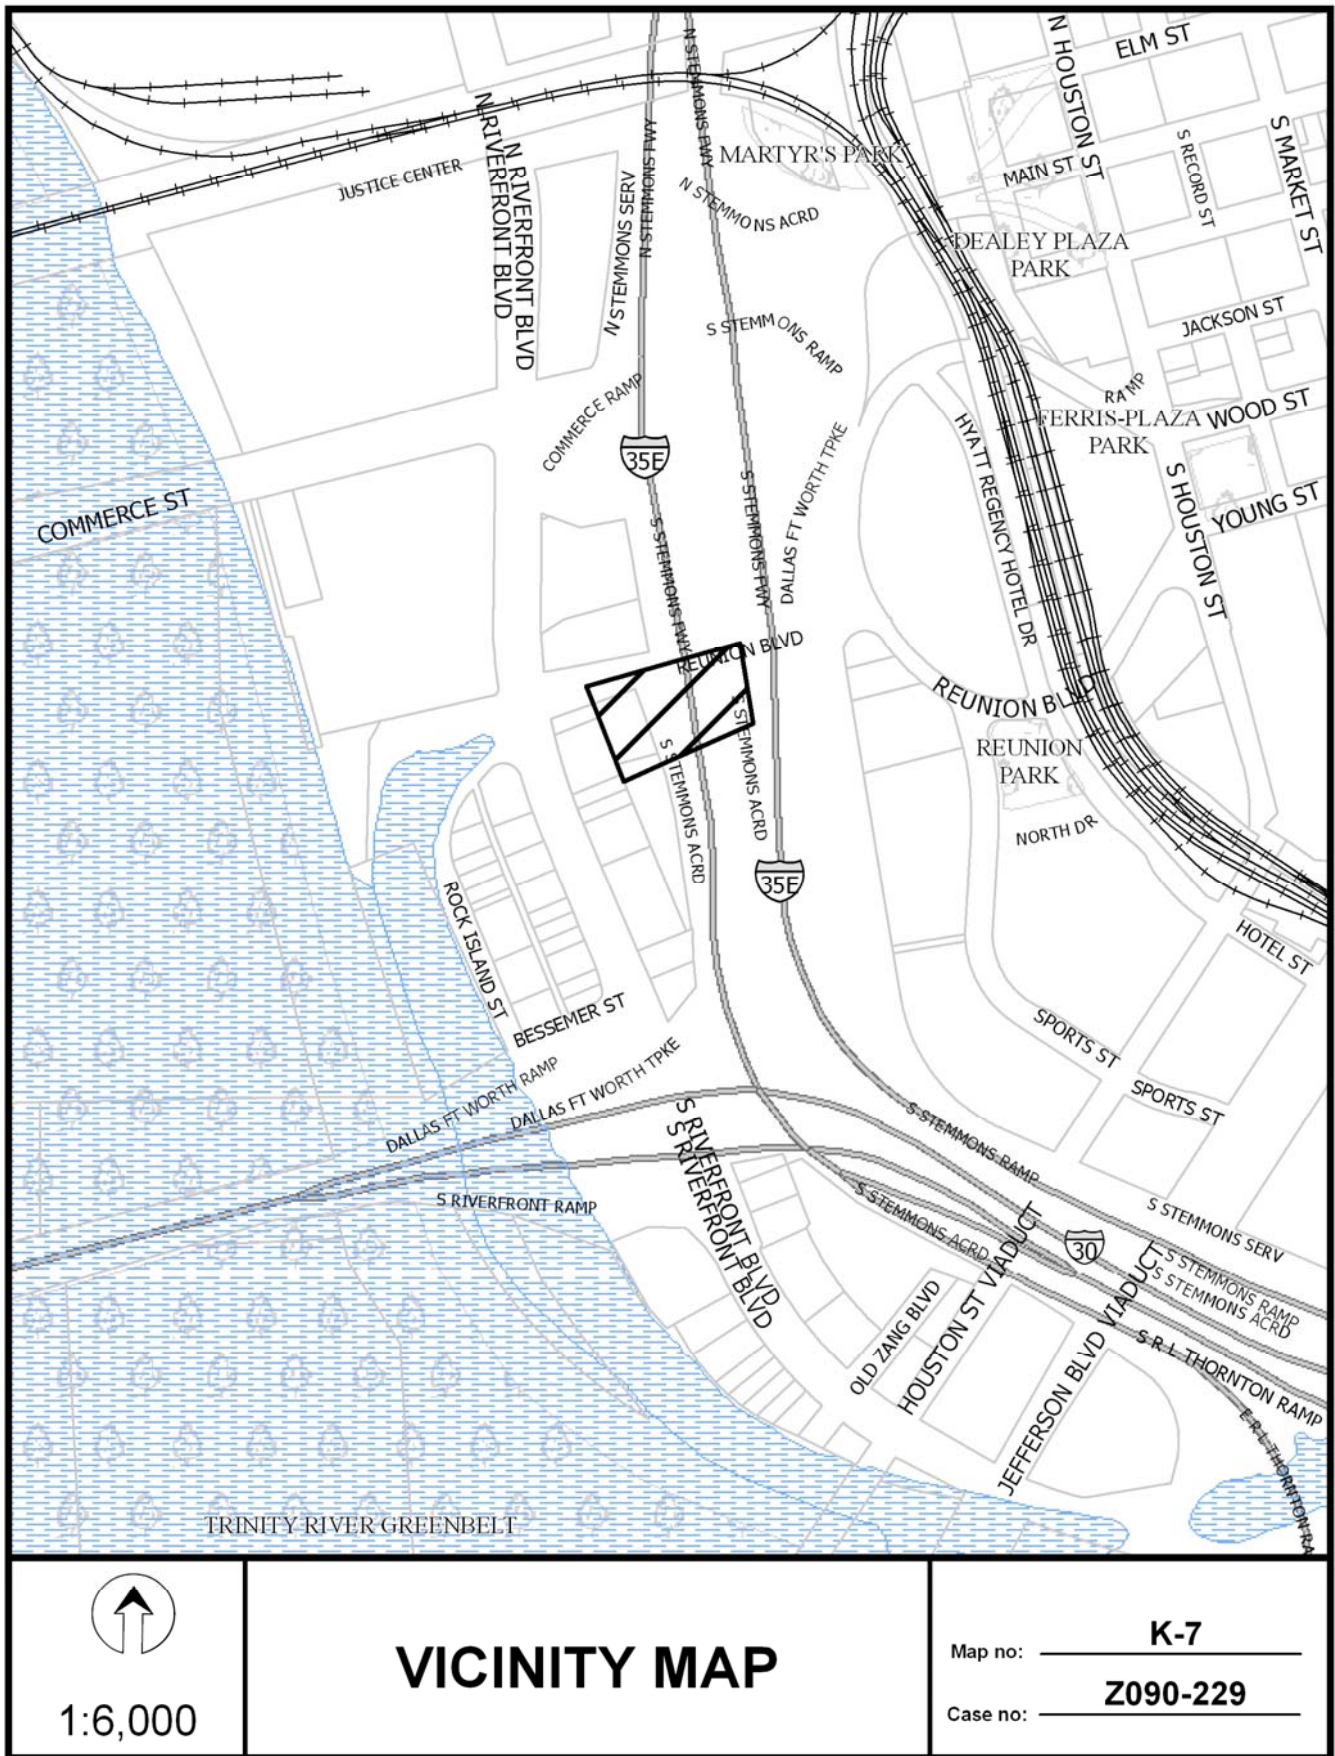 ELM ST
N HOUSTON ST
N STEMMONS FWY
N RIVERFRONT BLVD
N RIVERFRONT BLVD
N STEMMONS FWY
MARTYR'S PARK
MAIN ST
S RECORD ST
S MARKET ST
JUSTICE CENTER
N STEMMONS SERV
N STEMMONS ACRD
DEALEY PLAZA
PARK
S STEMMONS RAMP
JACKSON ST
COMMERCE RAMP
RAMP
FERRIS-PLAZA
PARK
WOOD ST
35E
HYATT REGENCY HOTEL DR
DALLAS FT WORTH TPKE
S STEMMONS FWY
S HOUSTON ST
YOUNG ST
COMMERCE ST
S STEMMONS FWY
REUNION BLVD
REUNION BLVD
S STEMMONS ACRD
S STEMMONS ACRD
REUNION
PARK
NORTH DR
35E
ROCK ISLAND ST
HOTEL ST
BESSEMER ST
SPORTS ST
SPORTS ST
DALLAS FT WORTH RAMP
DALLAS FT WORTH TPKE
S RIVERFRONT BLVD
S RIVERFRONT BLVD
S STEMMONS RAMP
S RIVERFRONT RAMP
S STEMMONS ACRD
S STEMMONS SERV
30
S STEMMONS RAMP
S STEMMONS ACRD
OLD ZANG BLVD
HOUSTON ST VIADUCT
JEFFERSON BLVD VIADUCT
S R L THORNTON RAMP
E R L THORNTON RA
TRINITY RIVER GREENBELT
1:6,000
VICINITY MAP
Map no: K-7
Case no: Z090-229